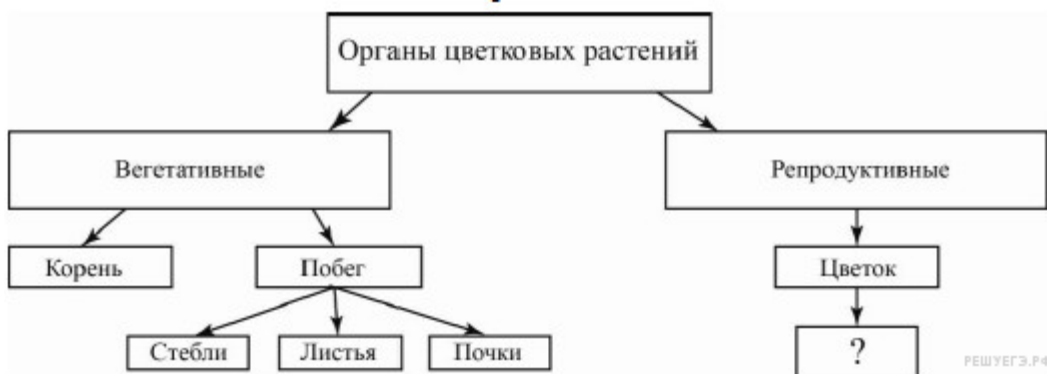 Органы цветковых растений
Вегетативные
Репродуктивные
Корень
Побег
Цветок
Стебли
Листья
Почки
?
РЕШУЕГЭ.РФ